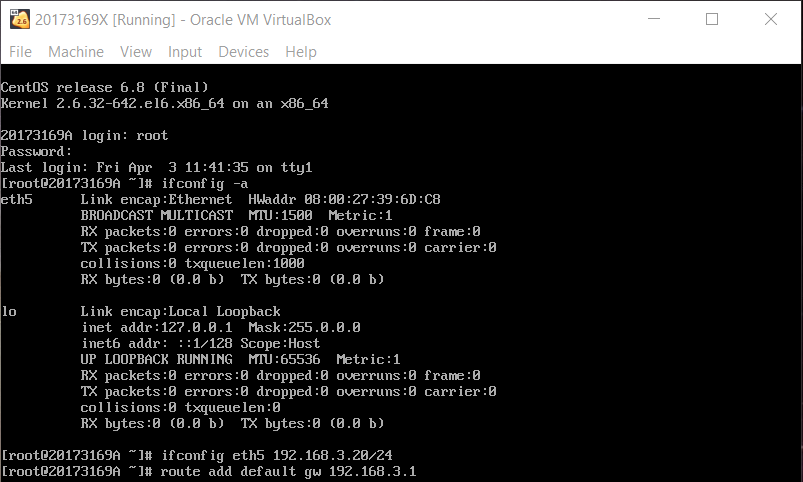 20173169X [Running] - Oracle VM VirtualBox
File Machine View Input Devices Help
CentOS release 6.8 (Final)
Kernel 2.6.32-642.el6.x86_64 on an x86_64
20173169A login: root
Password:
Last login: Fri Apr  3 11:41:35 on tty1
[root@20173169A ~]# ifconfig -a
eth5      Link encap:Ethernet  HWaddr 08:00:27:39:6D:C8
          BROADCAST MULTICAST  MTU:1500  Metric:1
          RX packets:0 errors:0 dropped:0 overruns:0 frame:0
          TX packets:0 errors:0 dropped:0 overruns:0 carrier:0
          collisions:0 txqueuelen:1000
          RX bytes:0 (0.0 b)  TX bytes:0 (0.0 b)
lo        Link encap:Local Loopback
          inet addr:127.0.0.1  Mask:255.0.0.0
          inet6 addr: ::1/128 Scope:Host
          UP LOOPBACK RUNNING  MTU:65536  Metric:1
          RX packets:0 errors:0 dropped:0 overruns:0 frame:0
          TX packets:0 errors:0 dropped:0 overruns:0 carrier:0
          collisions:0 txqueuelen:0
          RX bytes:0 (0.0 b)  TX bytes:0 (0.0 b)
[root@20173169A ~]# ifconfig eth5 192.168.3.20/24
[root@20173169A ~]# route add default gw 192.168.3.1